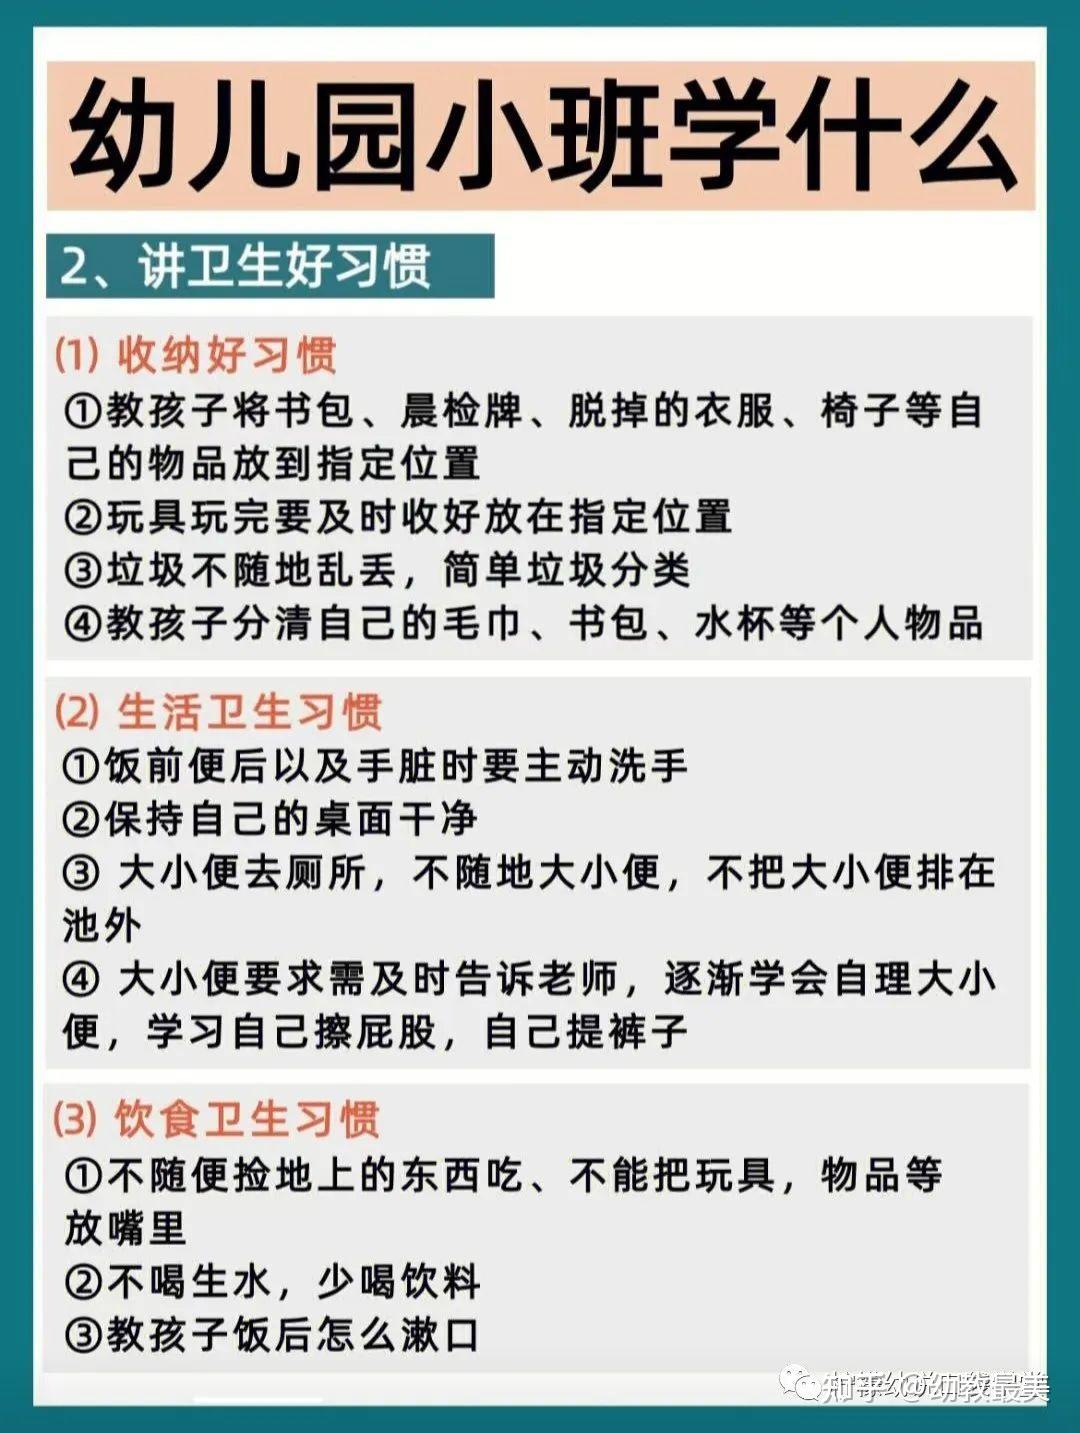 幼儿园小班学什么
2、讲卫生好习惯
(1) 收纳好习惯
①教孩子将书包、晨检牌、脱掉的衣服、椅子等自
己的物品放到指定位置
②玩具玩完要及时收好放在指定位置
③垃圾不随地乱丢，简单垃圾分类
④教孩子分清自己的毛巾、书包、水杯等个人物品
(2) 生活卫生习惯
①饭前便后以及手脏时要主动洗手
②保持自己的桌面干净
③ 大小便去厕所，不随地大小便，不把大小便排在
池外
④ 大小便要求需及时告诉老师，逐渐学会自理大小
便，学习自己擦屁股，自己提裤子
(3) 饮食卫生习惯
①不随便捡地上的东西吃、不能把玩具，物品等
放嘴里
②不喝生水，少喝饮料
③教孩子饭后怎么漱口
知乎 @幼教最美